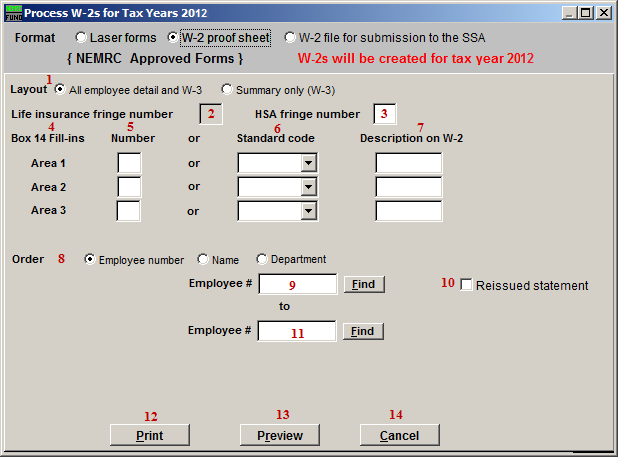 Process W-2s for Tax Years 2012
FUND
Format Laser forms W-2 proof sheet W-2 file for submission to the SSA
{ NEMRC Approved Forms } W-2s will be created for tax year 2012
1
Layout All employee detail and W-3 Summary only (W-3)
Life insurance fringe number 2 HSA fringe number 3
4 5 6 7
Box 14 Fill-ins Number or Standard code Description on W-2
Area 1 or
Area 2 or
Area 3 or
Order 8 Employee number Name Department
Employee # 9 Find 10 Reissued statement
to
Employee # 11 Find
12 13 14
Print Preview Cancel